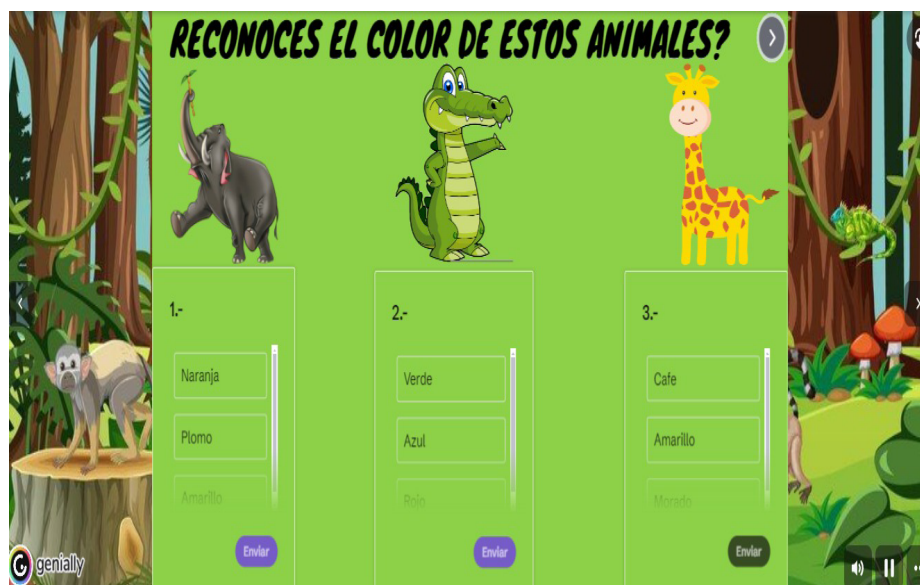 RECONOCES EL COLOR DE ESTOS ANIMALES?
1.-
Naranja
Plomo
Amarillo
Enviar
2.-
Verde
Azul
Rojo
Enviar
3.-
Cafe
Amarillo
Morado
Enviar
genially